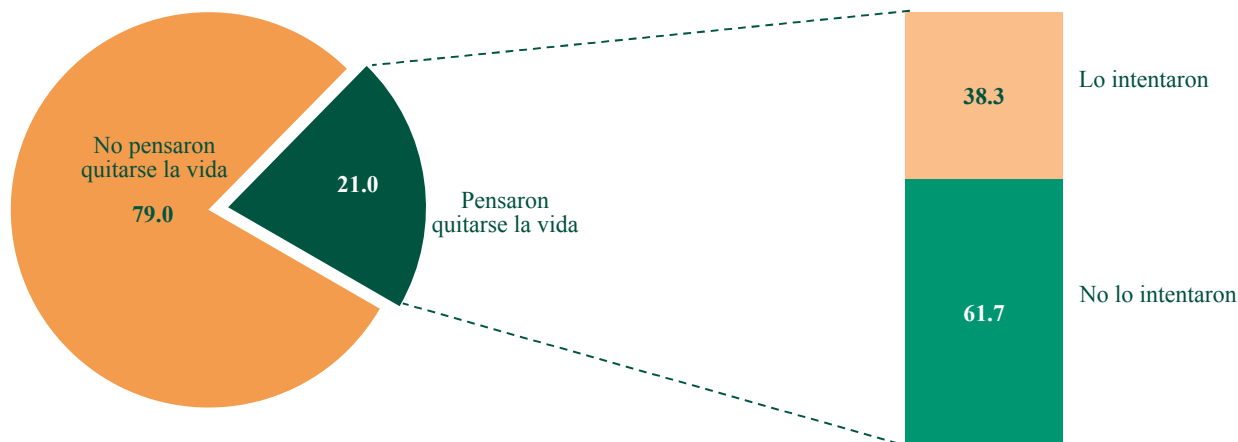 No pensaron
quitarse la vida
79.0
21.0
Pensaron
quitarse la vida
38.3
Lo intentaron
61.7
No lo intentaron